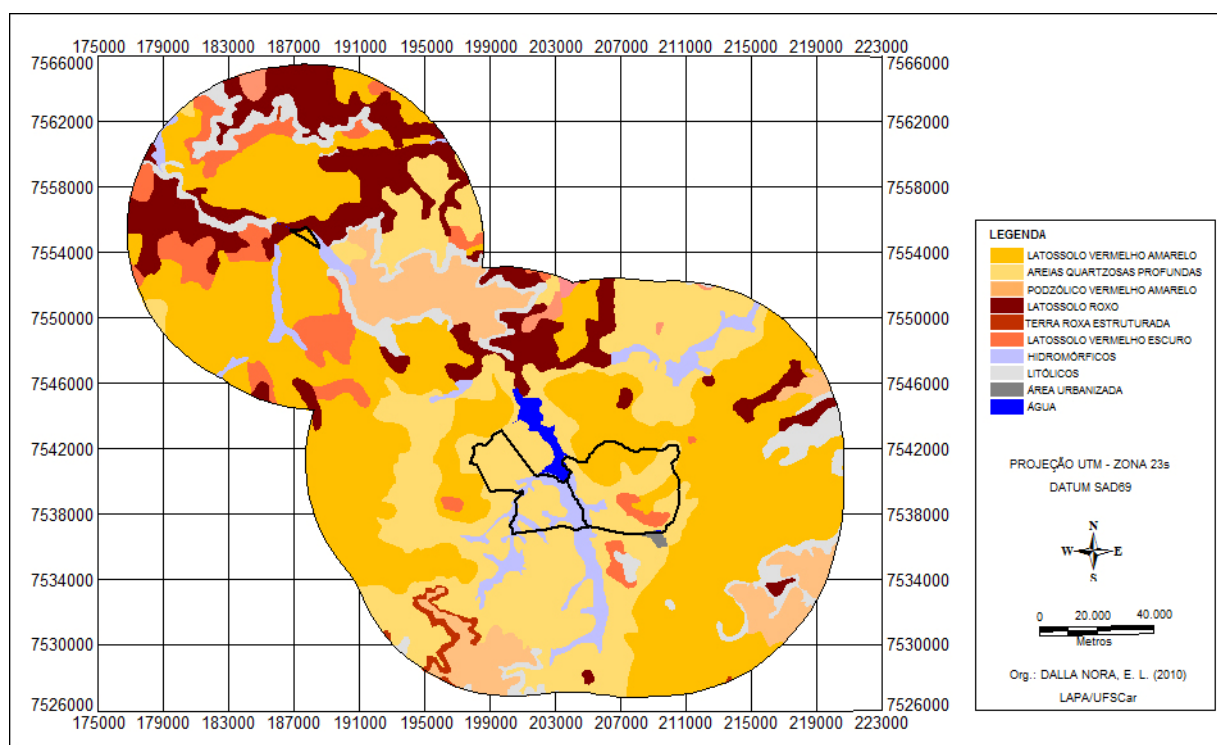 175000 179000 183000 187000 191000 195000 199000 203000 207000 211000 215000 219000 223000
7566000 7566000
7562000 7562000
7558000 7558000
7554000 7554000
7550000 7550000
7546000 7546000
7542000 7542000
7538000 7538000
7534000 7534000
7530000 7530000
7526000 7526000
175000 179000 183000 187000 191000 195000 199000 203000 207000 211000 215000 219000 223000
LEGENDA
LATOSSOLO VERMELHO AMARELO
AREIAS QUARTZOSAS PROFUNDAS
PODZÓLICO VERMELHO AMARELO
LATOSSOLO ROXO
TERRA ROXA ESTRUTURADA
LATOSSOLO VERMELHO ESCURO
HIDROMÓRFICOS
LITÓLICOS
ÁREA URBANIZADA
ÁGUA
PROJEÇÃO UTM - ZONA 23s
DATUM SAD69
N
W E
S
0 20.000 40.000
Metros
Org.: DALLA NORA, E. L. (2010)
LAPA/UFSCar